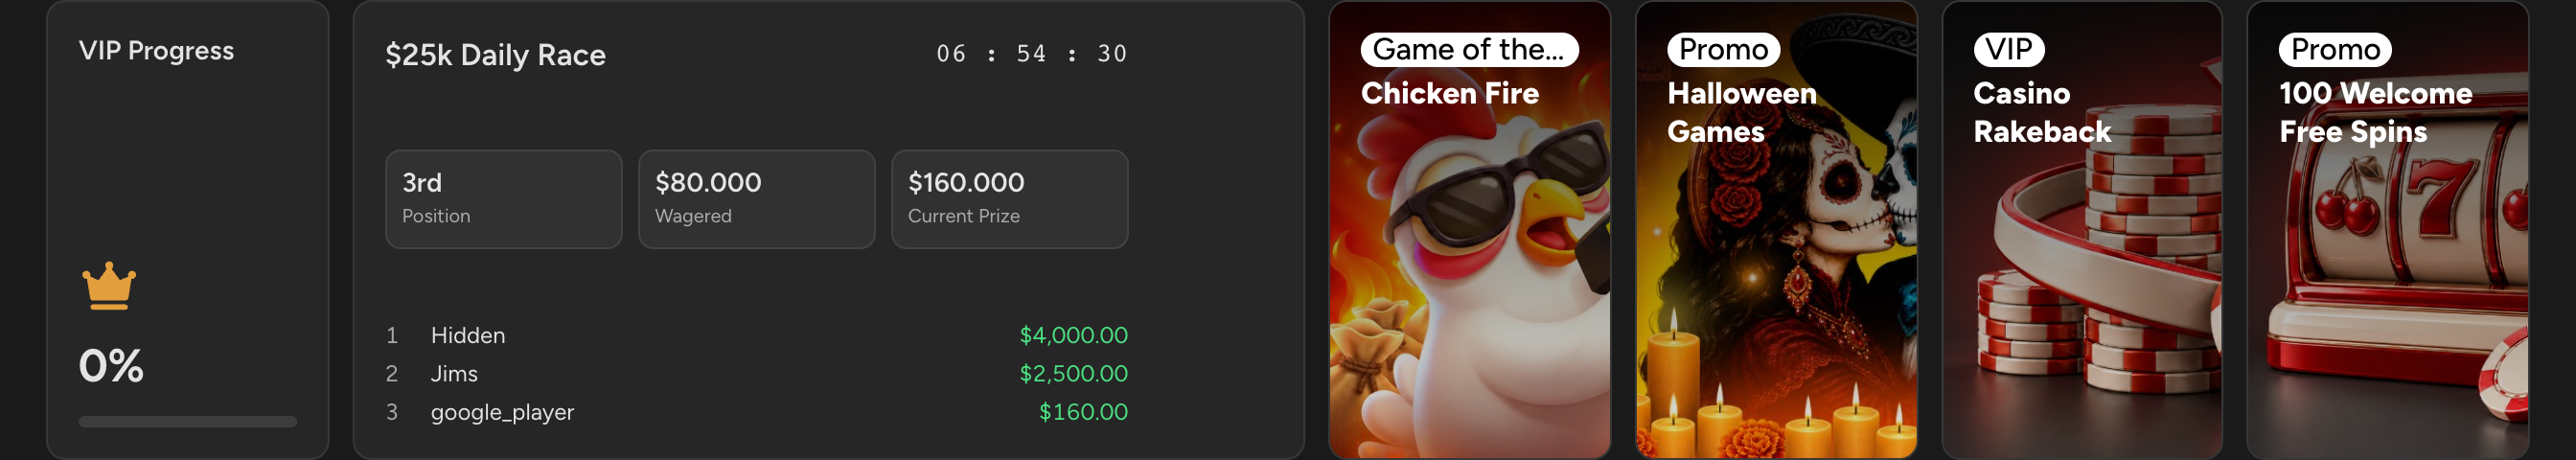 VIP Progress
0%
$25k Daily Race
06 : 54 : 30
3rd
Position
$80.000
Wagered
$160.000
Current Prize
1 Hidden $4,000.00
2 Jims $2,500.00
3 google_player $160.00
Game of the...
Chicken Fire
Promo
Halloween
Games
VIP
Casino
Rakeback
Promo
100 Welcome
Free Spins
7